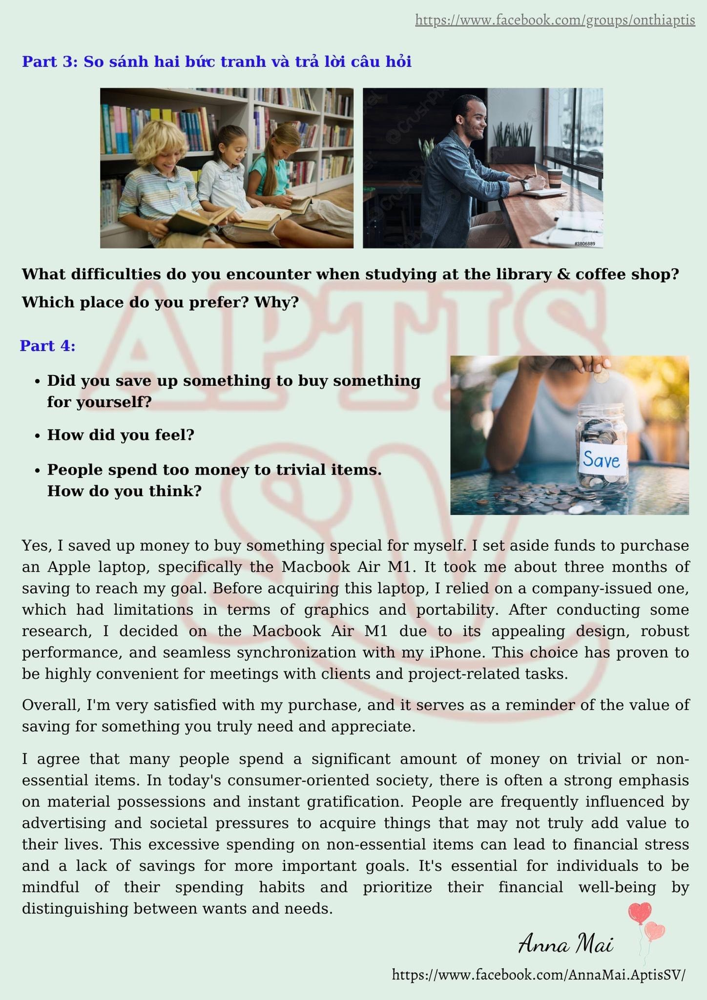 https://www.facebook.com/groups/onthiaptis
Part 3: So sánh hai bức tranh và trả lời câu hỏi
#3806889
What difficulties do you encounter when studying at the library & coffee shop?
Which place do you prefer? Why?
APTIS
SV
Part 4:
• Did you save up something to buy something
for yourself?
• How did you feel?
• People spend too money to trivial items.
How do you think?
Save
Yes, I saved up money to buy something special for myself. I set aside funds to purchase
an Apple laptop, specifically the Macbook Air M1. It took me about three months of
saving to reach my goal. Before acquiring this laptop, I relied on a company-issued one,
which had limitations in terms of graphics and portability. After conducting some
research, I decided on the Macbook Air M1 due to its appealing design, robust
performance, and seamless synchronization with my iPhone. This choice has proven to
be highly convenient for meetings with clients and project-related tasks.
Overall, I'm very satisfied with my purchase, and it serves as a reminder of the value of
saving for something you truly need and appreciate.
I agree that many people spend a significant amount of money on trivial or non-
essential items. In today's consumer-oriented society, there is often a strong emphasis
on material possessions and instant gratification. People are frequently influenced by
advertising and societal pressures to acquire things that may not truly add value to
their lives. This excessive spending on non-essential items can lead to financial stress
and a lack of savings for more important goals. It's essential for individuals to be
mindful of their spending habits and prioritize their financial well-being by
distinguishing between wants and needs.
Anna Mai
https://www.facebook.com/AnnaMai.AptisSV/